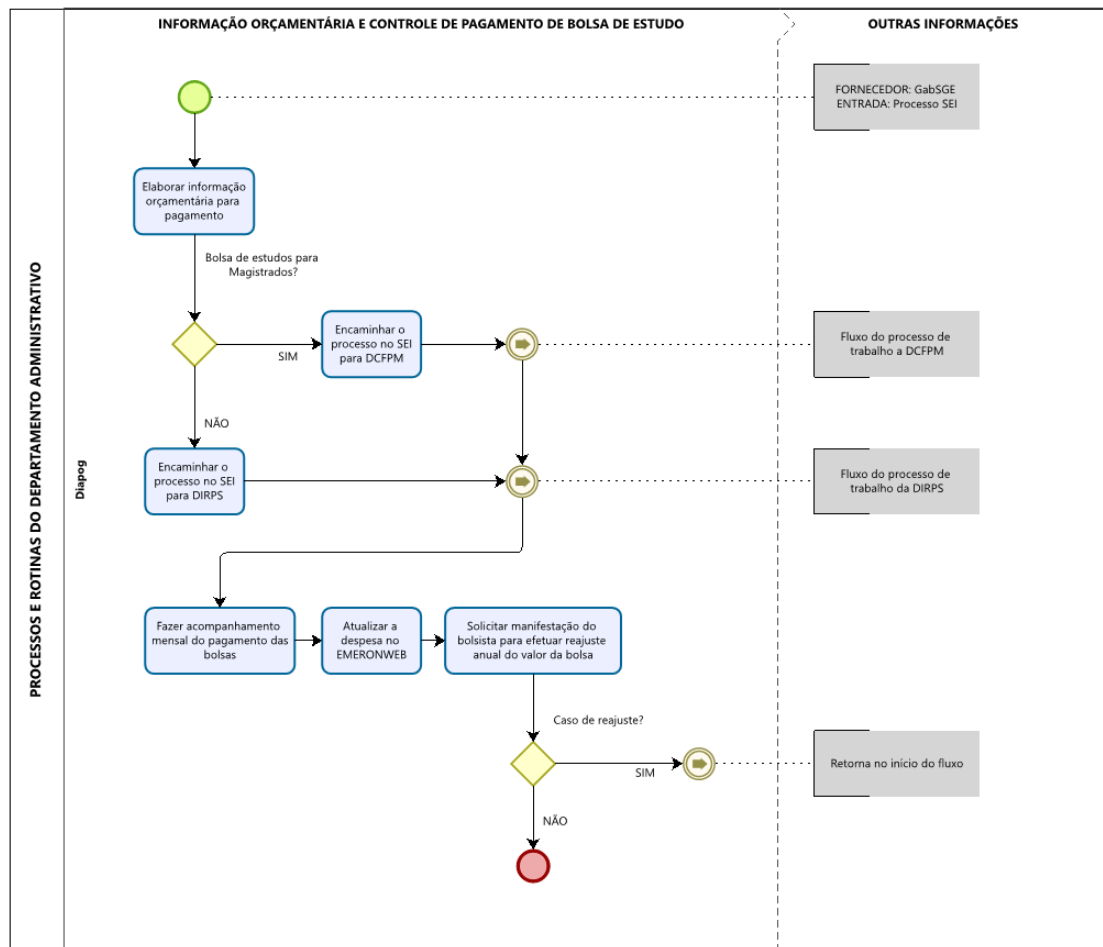 INFORMAÇÃO ORÇAMENTÁRIA E CONTROLE DE PAGAMENTO DE BOLSA DE ESTUDO
OUTRAS INFORMAÇÕES
PROCESSOS E ROTINAS DO DEPARTAMENTO ADMINISTRATIVO
Diapog
FORNECEDOR: GabSGE
ENTRADA: Processo SEI
Elaborar informação
orçamentária para
pagamento
Bolsa de estudos para
Magistrados?
SIM
Encaminhar o
processo no SEI
para DCFPM
Fluxo do processo de
trabalho a DCFPM
NÃO
Encaminhar o
processo no SEI
para DIRPS
Fluxo do processo de
trabalho da DIRPS
Fazer acompanhamento
mensal do pagamento das
bolsas
Atualizar a
despesa no
EMERONWEB
Solicitar manifestação do
bolsista para efetuar reajuste
anual do valor da bolsa
Caso de reajuste?
SIM
Retorna no início do fluxo
NÃO